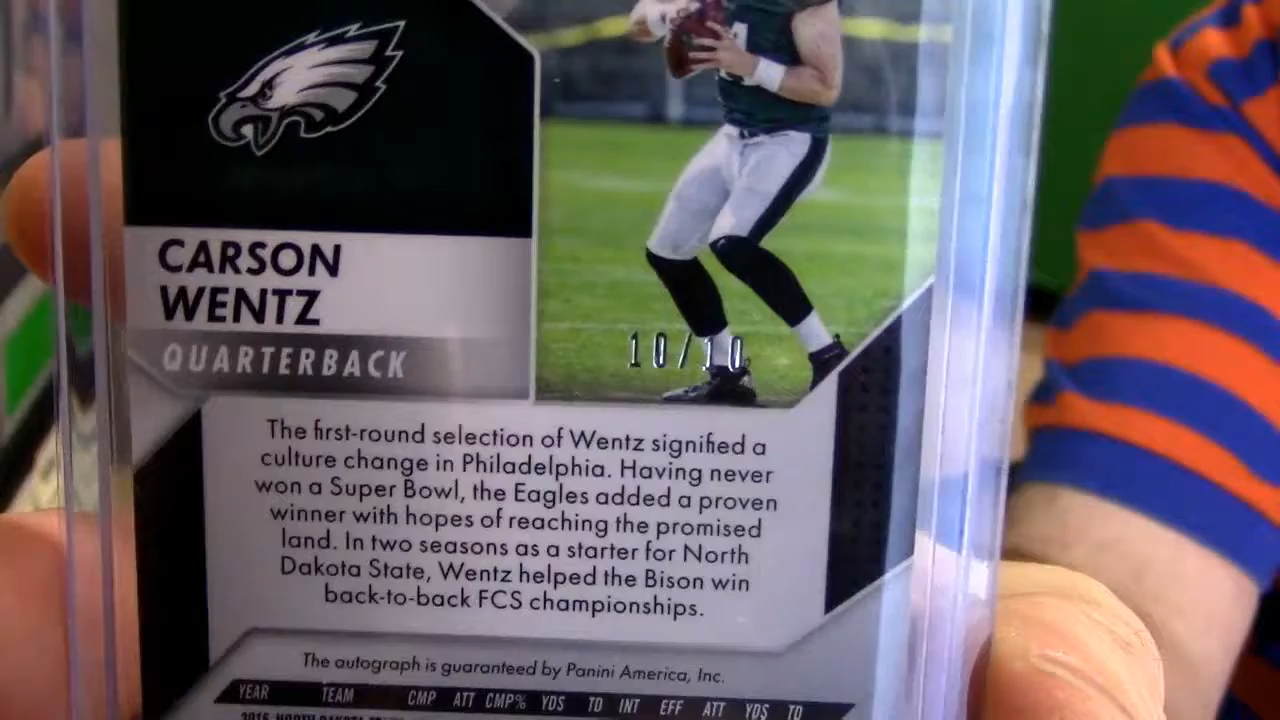 CARSON
WENTZ
QUARTERBACK
10/10
The first-round selection of Wentz signified a
culture change in Philadelphia. Having never
won a Super Bowl, the Eagles added a proven
winner with hopes of reaching the promised
land. In two seasons as a starter for North
Dakota State, Wentz helped the Bison win
back-to-back FCS championships.
The autograph is guaranteed by Panini America, Inc.
YEAR TEAM CMP ATT CMP% YDS TD INT EFF ATT YDS TD
2015 NORTH DAKOTA